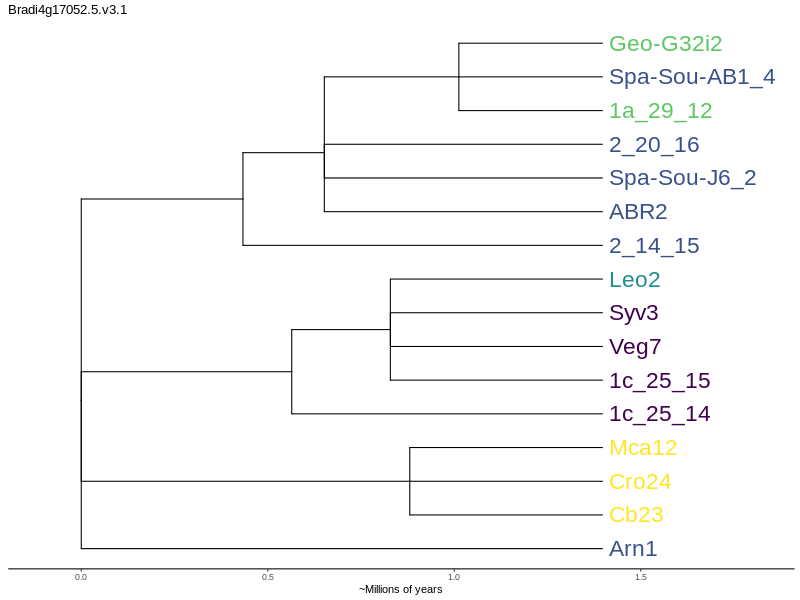 Bradi4g17052.5.v3.1
Geo-G32i2
Spa-Sou-AB1_4
1a_29_12
2_20_16
Spa-Sou-J6_2
ABR2
2_14_15
Leo2
Syv3
Veg7
1c_25_15
1c_25_14
Mca12
Cro24
Cb23
Arn1
0.0 0.5 1.0 1.5
~Millions of years